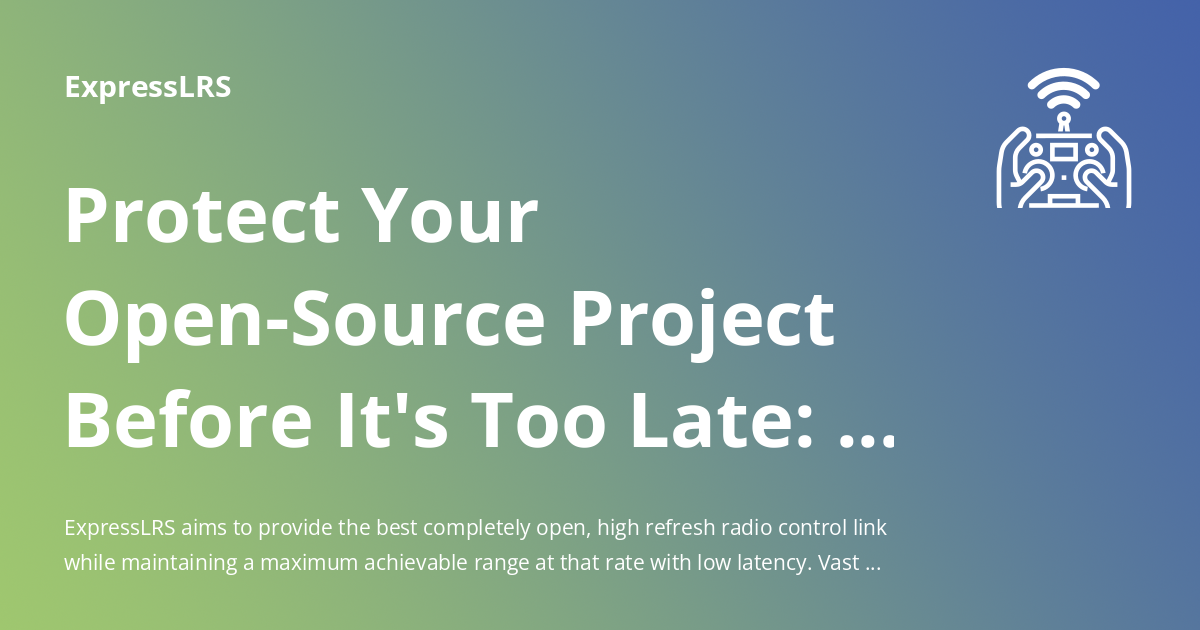 ExpressLRS
Protect Your
Open-Source Project
Before It's Too Late: ...
ExpressLRS aims to provide the best completely open, high refresh radio control link
while maintaining a maximum achievable range at that rate with low latency. Vast ...